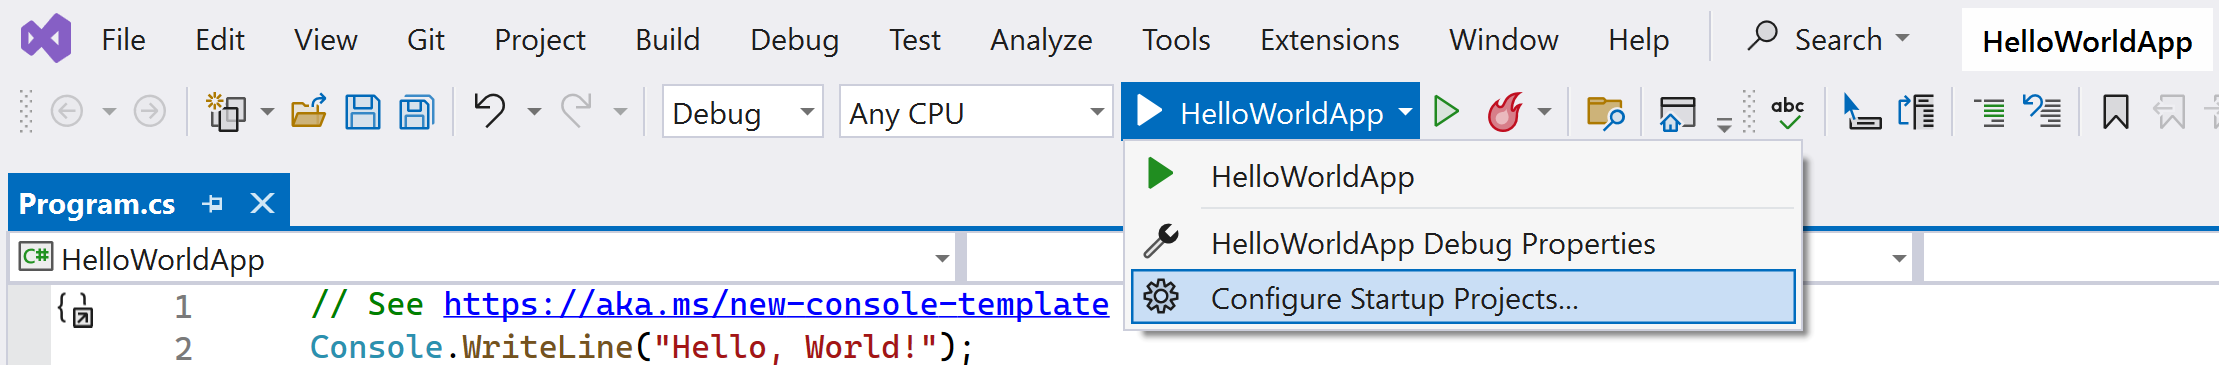 File Edit View Git Project Build Debug Test Analyze Tools Extensions Window Help Search HelloWorldApp
Debug Any CPU HelloWorldApp abc
HelloWorldApp
Program.cs
HelloWorldApp Debug Properties
C# HelloWorldApp
Configure Startup Projects...
1 // See https://aka.ms/new-console-template
2 Console.WriteLine("Hello, World!");